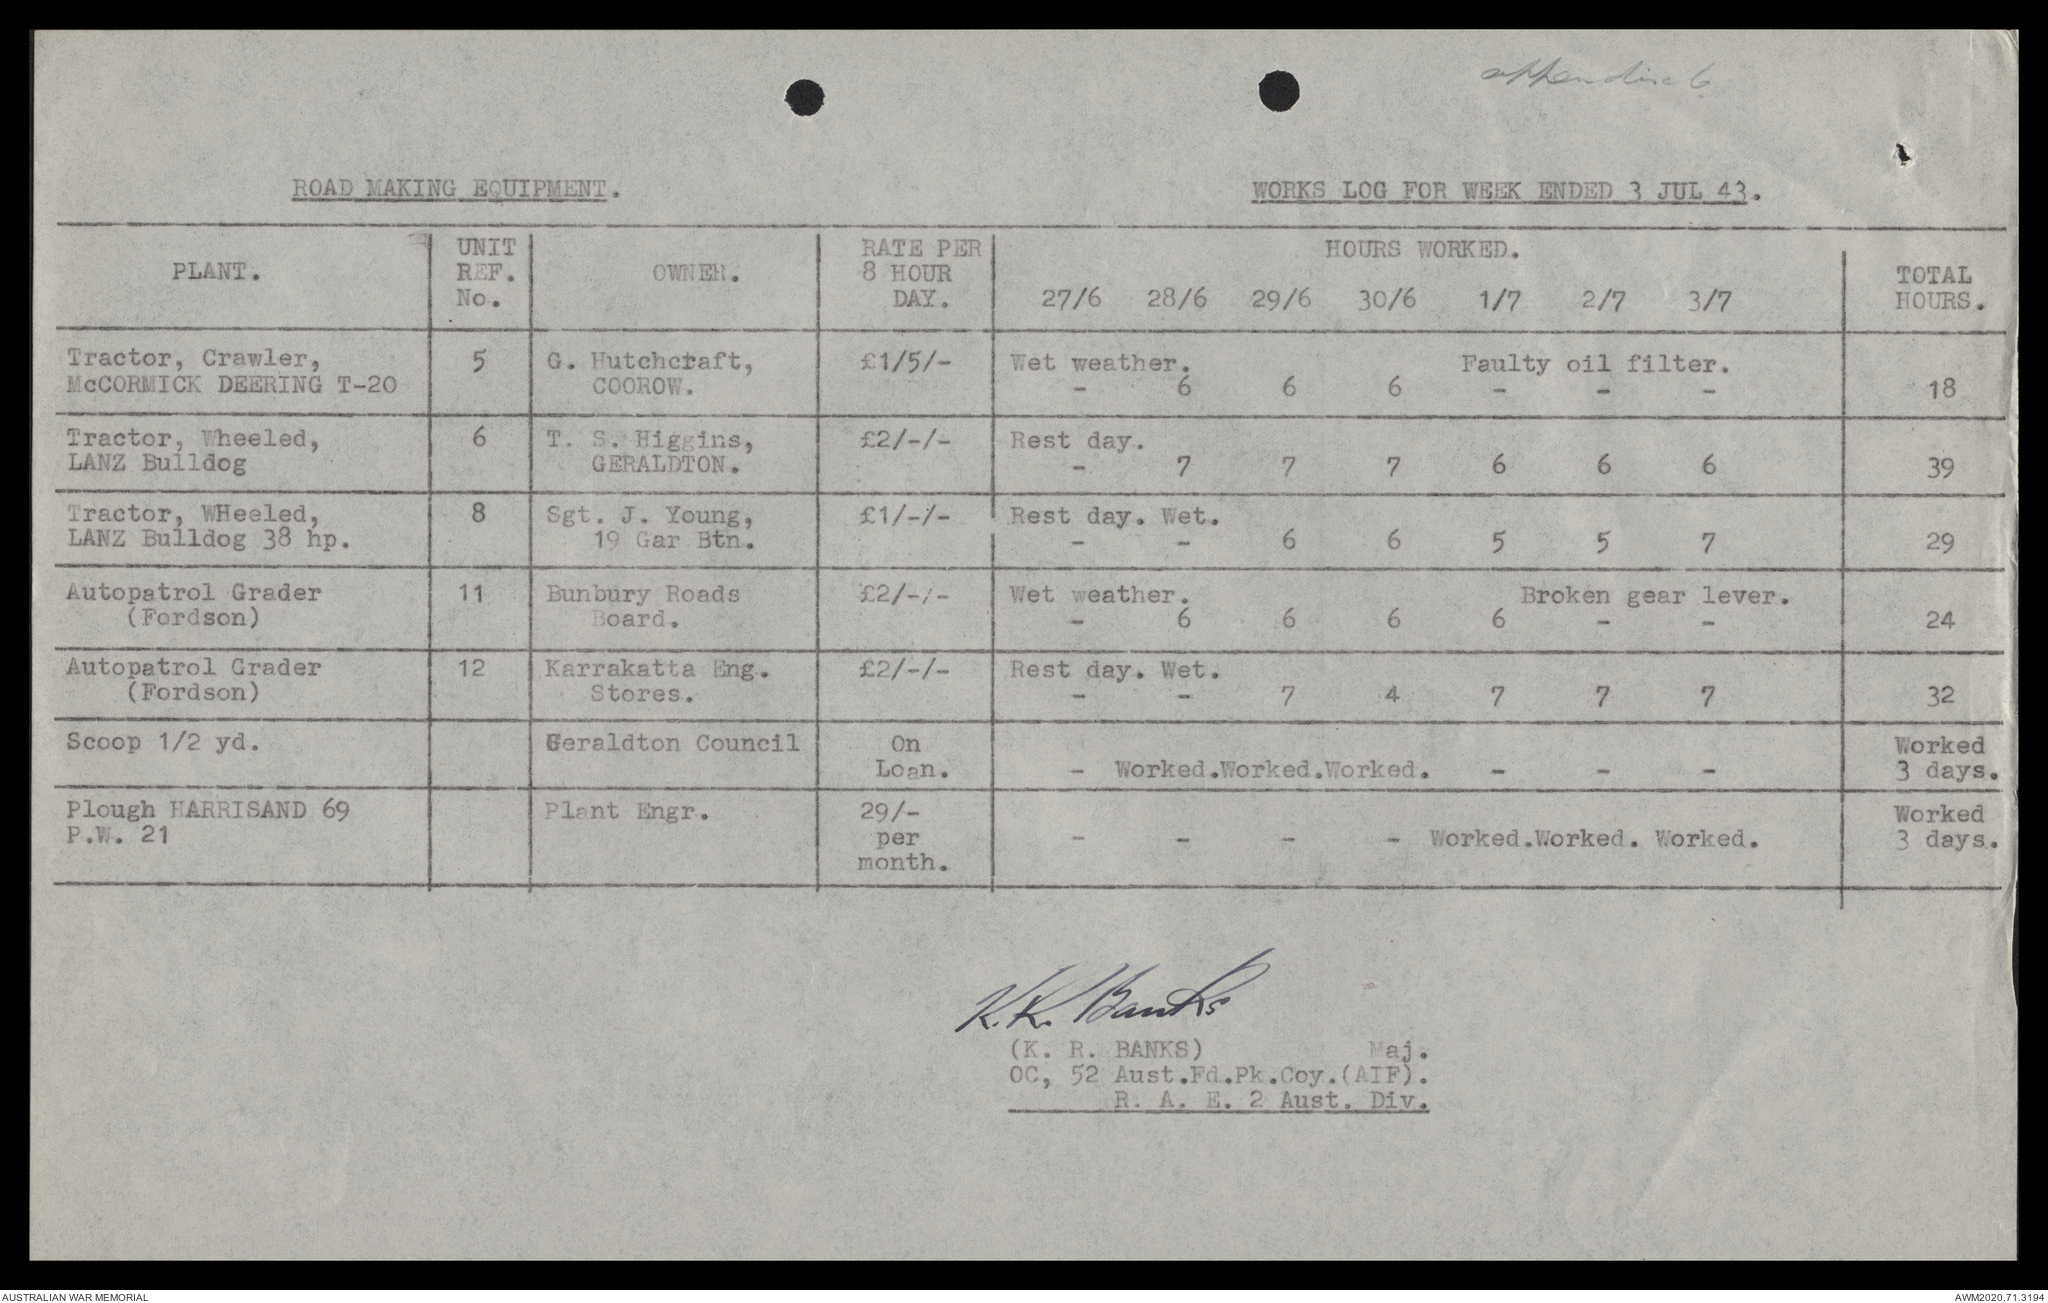 appendix 6
ROAD MAKING EQUIPMENT. WORKS LOG FOR WEEK ENDED 3 JUL 43.
PLANT. UNIT REF. No. OWNER. RATE PER 8 HOUR DAY. HOURS WORKED. TOTAL HOURS.
27/6 28/6 29/6 30/6 1/7 2/7 3/7
Tractor, Crawler, 5 G. Hutchcraft, £1/5/- Wet weather. Faulty oil filter.
McCORMICK DEERING T-20 COOROW. - 6 6 6 - - - 18
Tractor, Wheeled, 6 T. S. Higgins, £2/-/- Rest day.
LANZ Bulldog GERALDTON. - 7 7 7 6 6 6 39
Tractor, WHeeled, 8 Sgt. J. Young, £1/-/- Rest day. Wet.
LANZ Bulldog 38 hp. 19 Gar Btn. - - 6 6 5 5 7 29
Autopatrol Grader 11 Bunbury Roads £2/-/- Wet weather. Broken gear lever.
(Fordson) Board. - 6 6 6 6 - - 24
Autopatrol Grader 12 Karrakatta Eng. £2/-/- Rest day. Wet.
(Fordson) Stores. - - 7 4 7 7 7 32
Scoop 1/2 yd. Geraldton Council On Worked
Loan. - Worked.Worked.Worked. - - - 3 days.
Plough HARRISAND 69 Plant Engr. 29/- Worked
P.W. 21 per - - - - Worked.Worked. Worked. 3 days.
month.
K.R. Banks
(K. R. BANKS) Maj.
OC, 52 Aust.Fd.Pk.Coy.(AIF).
R. A. E. 2 Aust. Div.
AUSTRALIAN WAR MEMORIAL AWM2020.71.3194